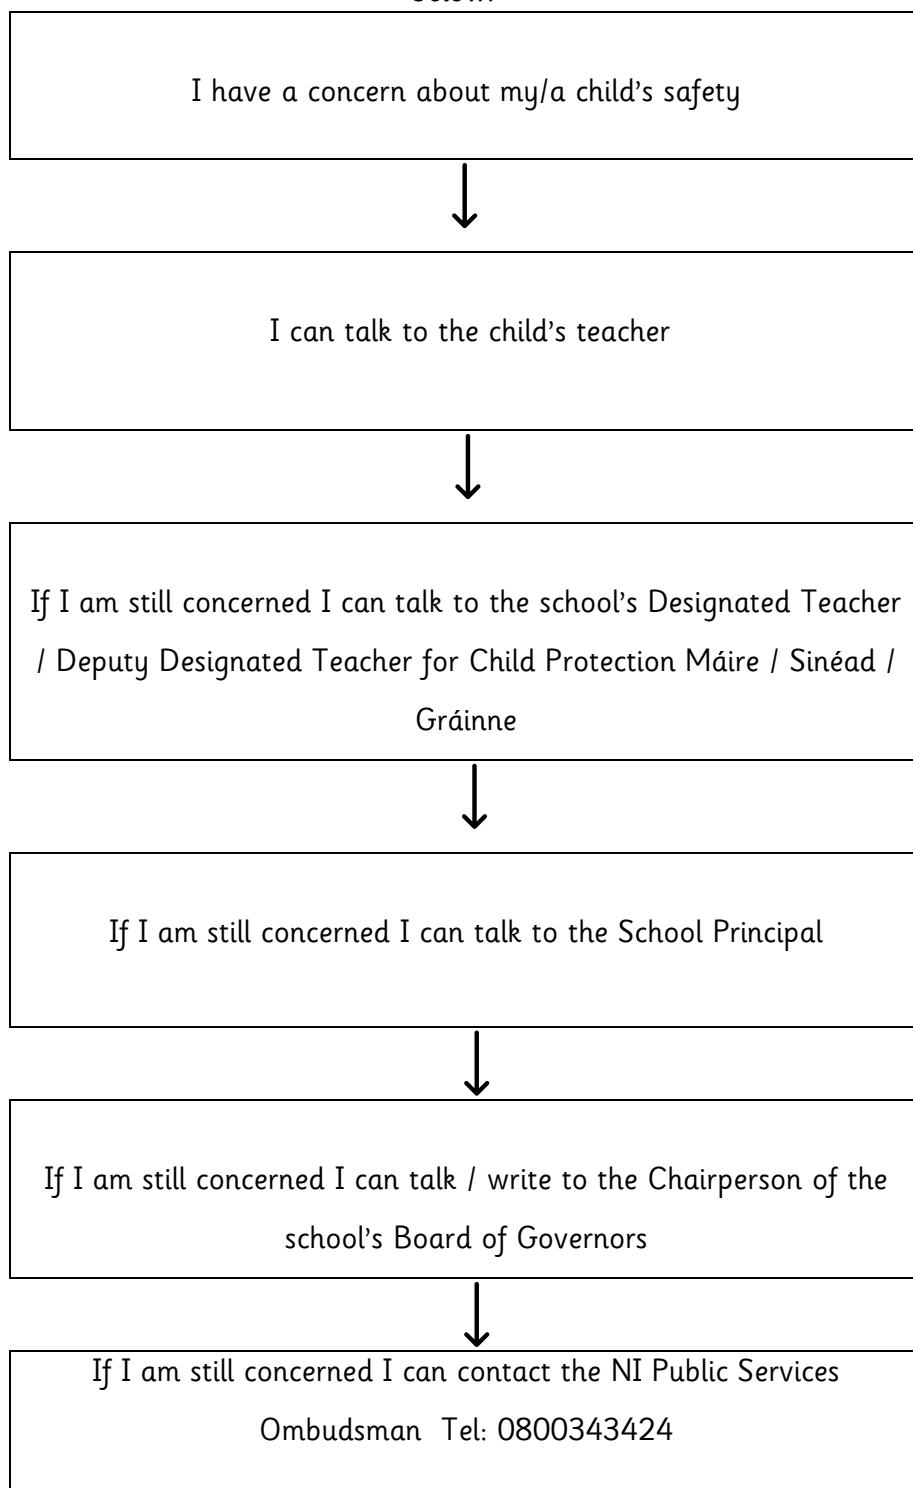 I have a concern about my/a child's safety
I can talk to the child's teacher
If I am still concerned I can talk to the school's Designated Teacher
/ Deputy Designated Teacher for Child Protection Máire / Sinéad /
Gráinne
If I am still concerned I can talk to the School Principal
If I am still concerned I can talk / write to the Chairperson of the
school's Board of Governors
If I am still concerned I can contact the NI Public Services
Ombudsman Tel: 0800343424